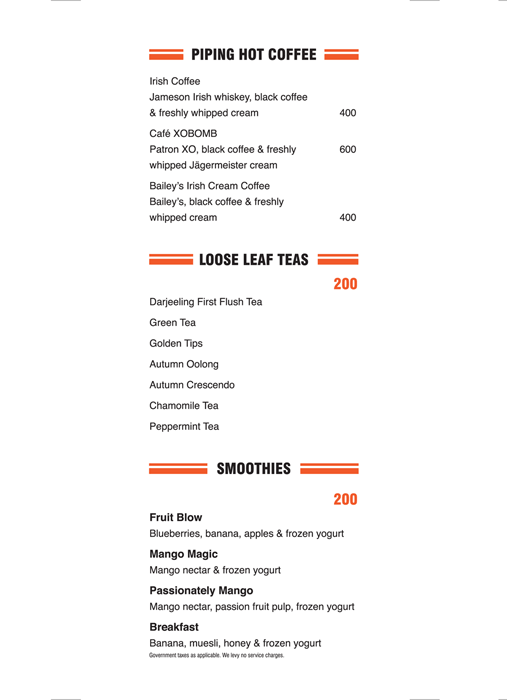 PIPING HOT COFFEE
Irish Coffee
Jameson Irish whiskey, black coffee
& freshly whipped cream 400
Café XOBOMB
Patron XO, black coffee & freshly 600
whipped Jägermeister cream
Bailey's Irish Cream Coffee
Bailey's, black coffee & freshly
whipped cream 400
LOOSE LEAF TEAS
200
Darjeeling First Flush Tea
Green Tea
Golden Tips
Autumn Oolong
Autumn Crescendo
Chamomile Tea
Peppermint Tea
SMOOTHIES
200
Fruit Blow
Blueberries, banana, apples & frozen yogurt
Mango Magic
Mango nectar & frozen yogurt
Passionately Mango
Mango nectar, passion fruit pulp, frozen yogurt
Breakfast
Banana, muesli, honey & frozen yogurt
Government taxes as applicable. We levy no service charges.